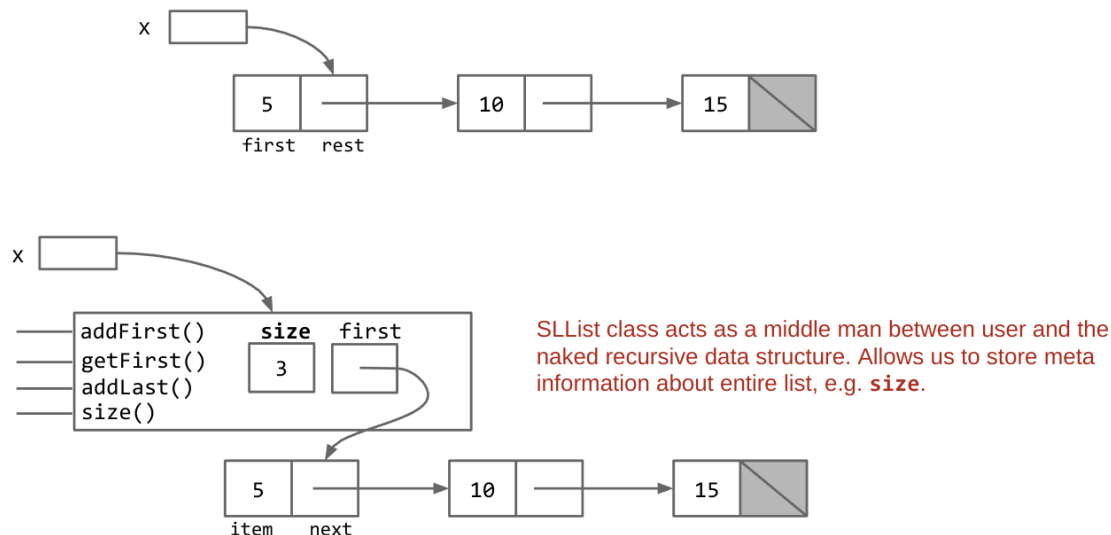 x
5 10 15
first rest
x
addFirst() size first
getFirst() 3
addLast()
size()
SLList class acts as a middle man between user and the
naked recursive data structure. Allows us to store meta
information about entire list, e.g. size.
5 10 15
item next